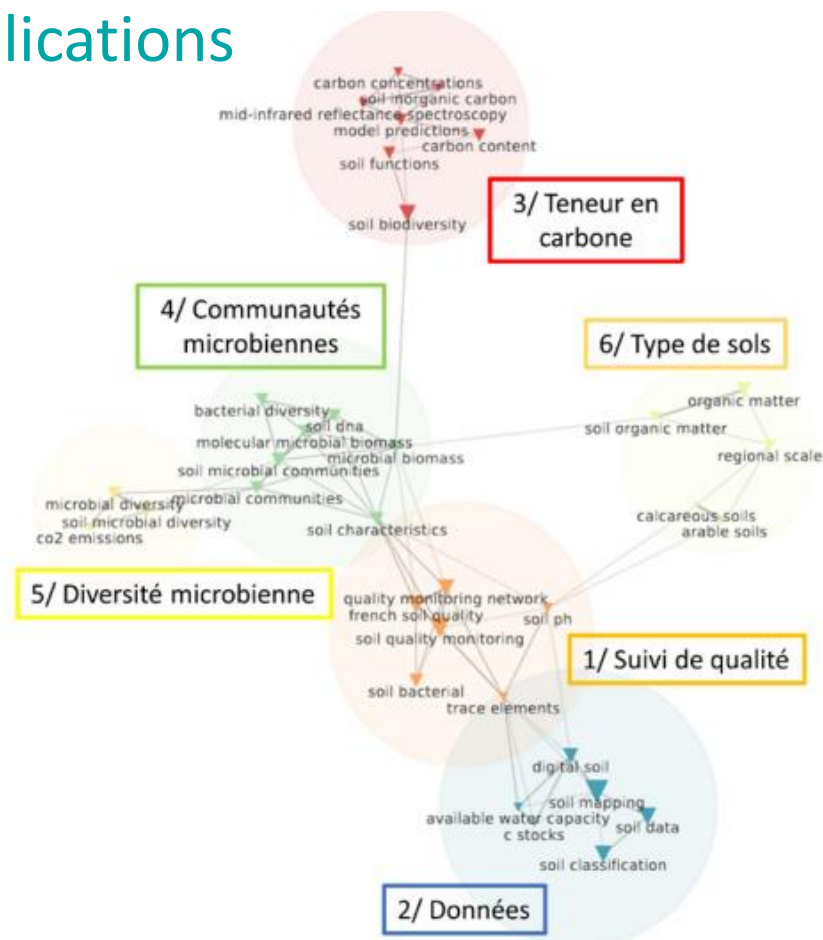 lications
carbon concentrations
soil inorganic carbon
mid-infrared reflectance spectroscopy
model predictions
carbon content
soil functions
soil biodiversity
3/ Teneur en
carbone
4/ Communautés
microbiennes
6/ Type de sols
organic matter
soil organic matter
regional scale
calcareous soils
arable soils
bacterial diversity
soil dna
molecular microbial biomass
microbial biomass
soil microbial communities
microbial communities
soil characteristics
microbial diversity
soil microbial diversity
co2 emissions
5/ Diversité microbienne
quality monitoring network
french soil quality
soil ph
soil quality monitoring
soil bacterial
trace elements
1/ Suivi de qualité
digital soil
soil mapping
available water capacity
c stocks
soil data
soil classification
2/ Données